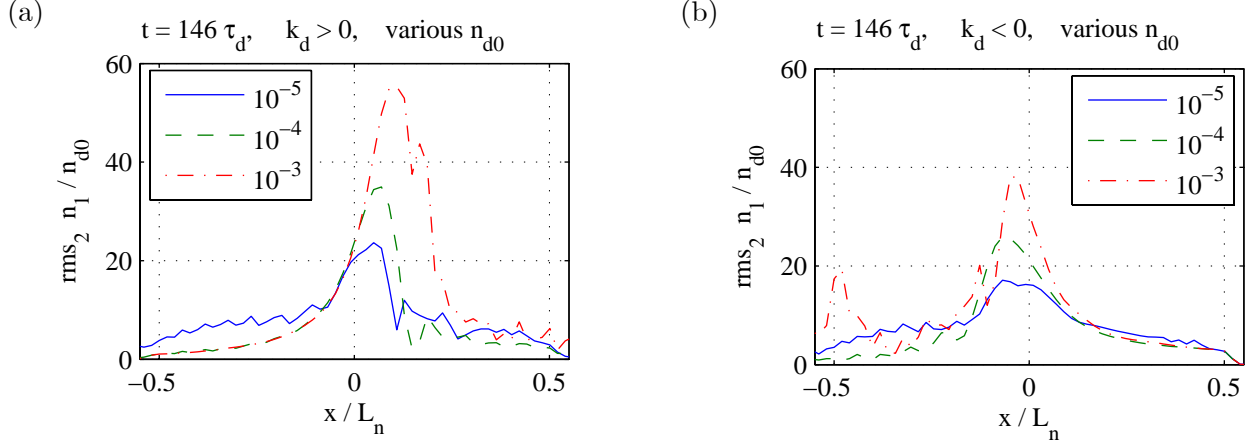 (a)
t = 146 τ_d, k_d > 0, various n_d0
60
40
20
0
10^−5
10^−4
10^−3
rms_2 n_1 / n_d0
−0.5 0 0.5
x / L_n
(b)
t = 146 τ_d, k_d < 0, various n_d0
60
40
20
0
10^−5
10^−4
10^−3
rms_2 n_1 / n_d0
−0.5 0 0.5
x / L_n